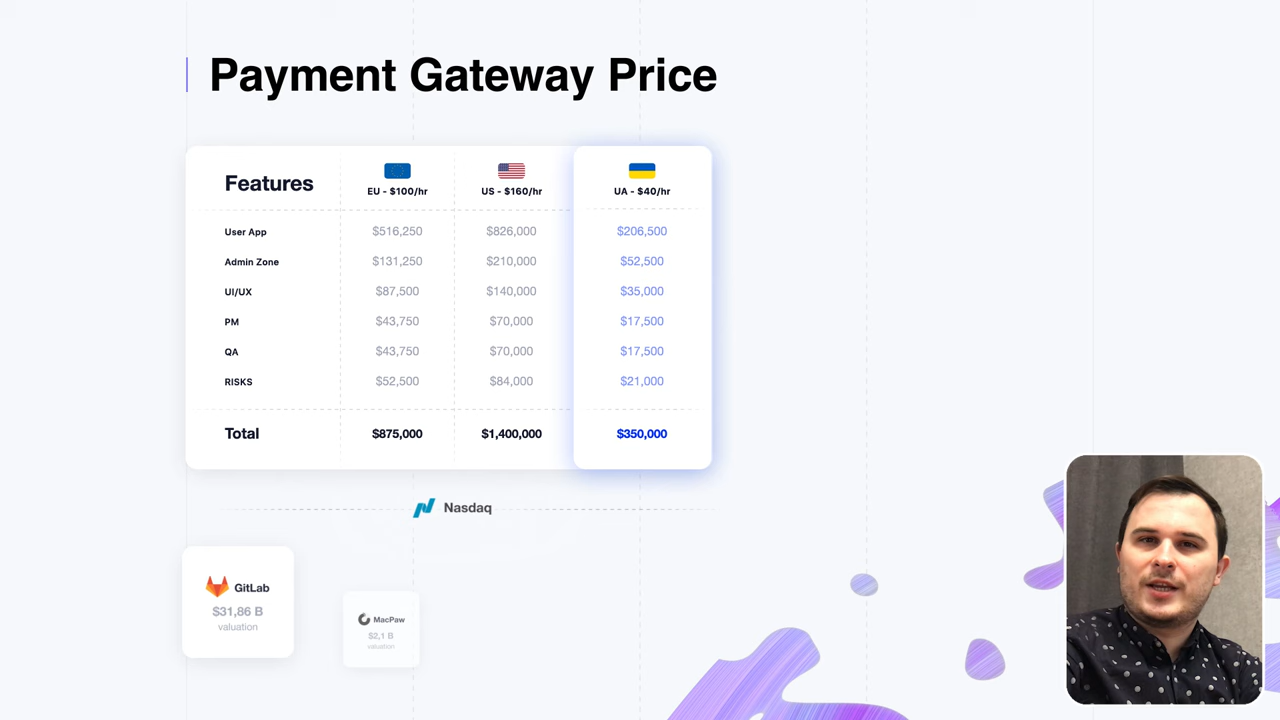 Payment Gateway Price
Features EU - $100/hr US - $160/hr UA - $40/hr
User App $516,250 $826,000 $206,500
Admin Zone $131,250 $210,000 $52,500
UI/UX $87,500 $140,000 $35,000
PM $43,750 $70,000 $17,500
QA $43,750 $70,000 $17,500
RISKS $52,500 $84,000 $21,000
Total $875,000 $1,400,000 $350,000
Nasdaq
GitLab
$31,86 B
valuation
MacPaw
$2,1 B
valuation